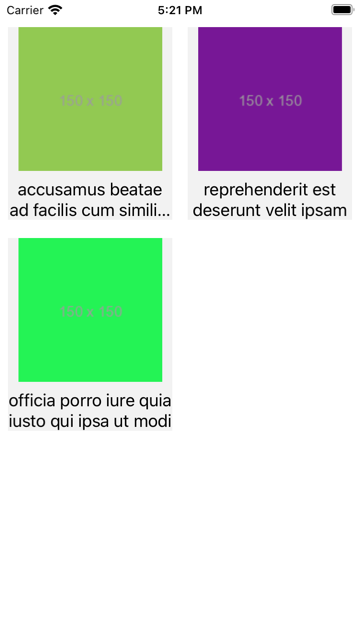 Carrier 5:21 PM
150 x 150
accusamus beatae
ad facilis cum simili...
150 x 150
reprehenderit est
deserunt velit ipsam
150 x 150
officia porro iure quia
iusto qui ipsa ut modi